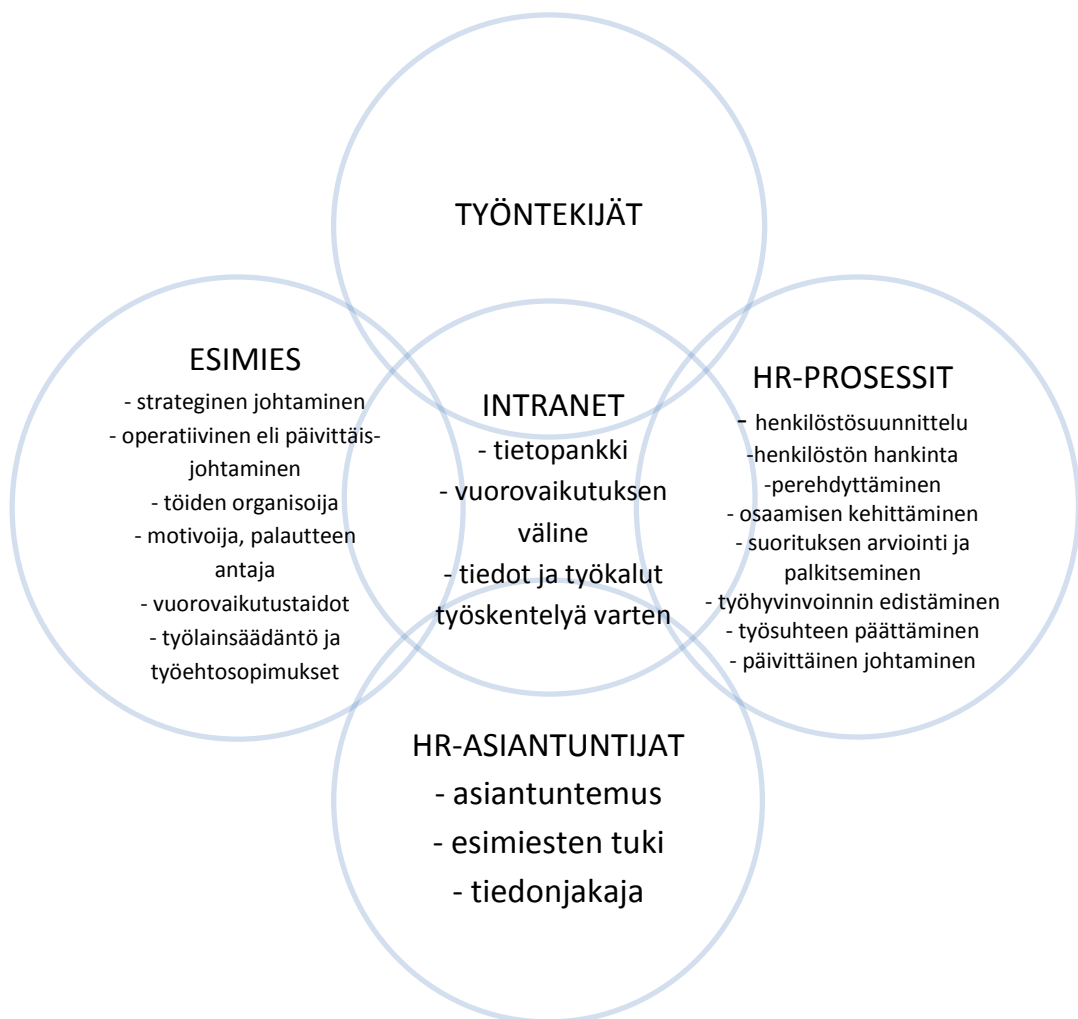 TYÖNTEKIJÄT
ESIMIES
- strateginen johtaminen
- operatiivinen eli päivittäis-
johtaminen
- töiden organisoija
- motivoija, palautteen
antaja
- vuorovaikutustaidot
- työlainsäädäntö ja
työehtosopimukset
INTRANET
- tietopankki
- vuorovaikutuksen
väline
- tiedot ja työkalut
työskentelyä varten
HR-PROSESSIT
- henkilöstösuunnittelu
-henkilöstön hankinta
-perehdyttäminen
- osaamisen kehittäminen
- suorituksen arviointi ja
palkitseminen
- työhyvinvoinnin edistäminen
- työsuhteen päättäminen
- päivittäinen johtaminen
HR-ASIANTUNTIJAT
- asiantuntemus
- esimiesten tuki
- tiedonjakaja